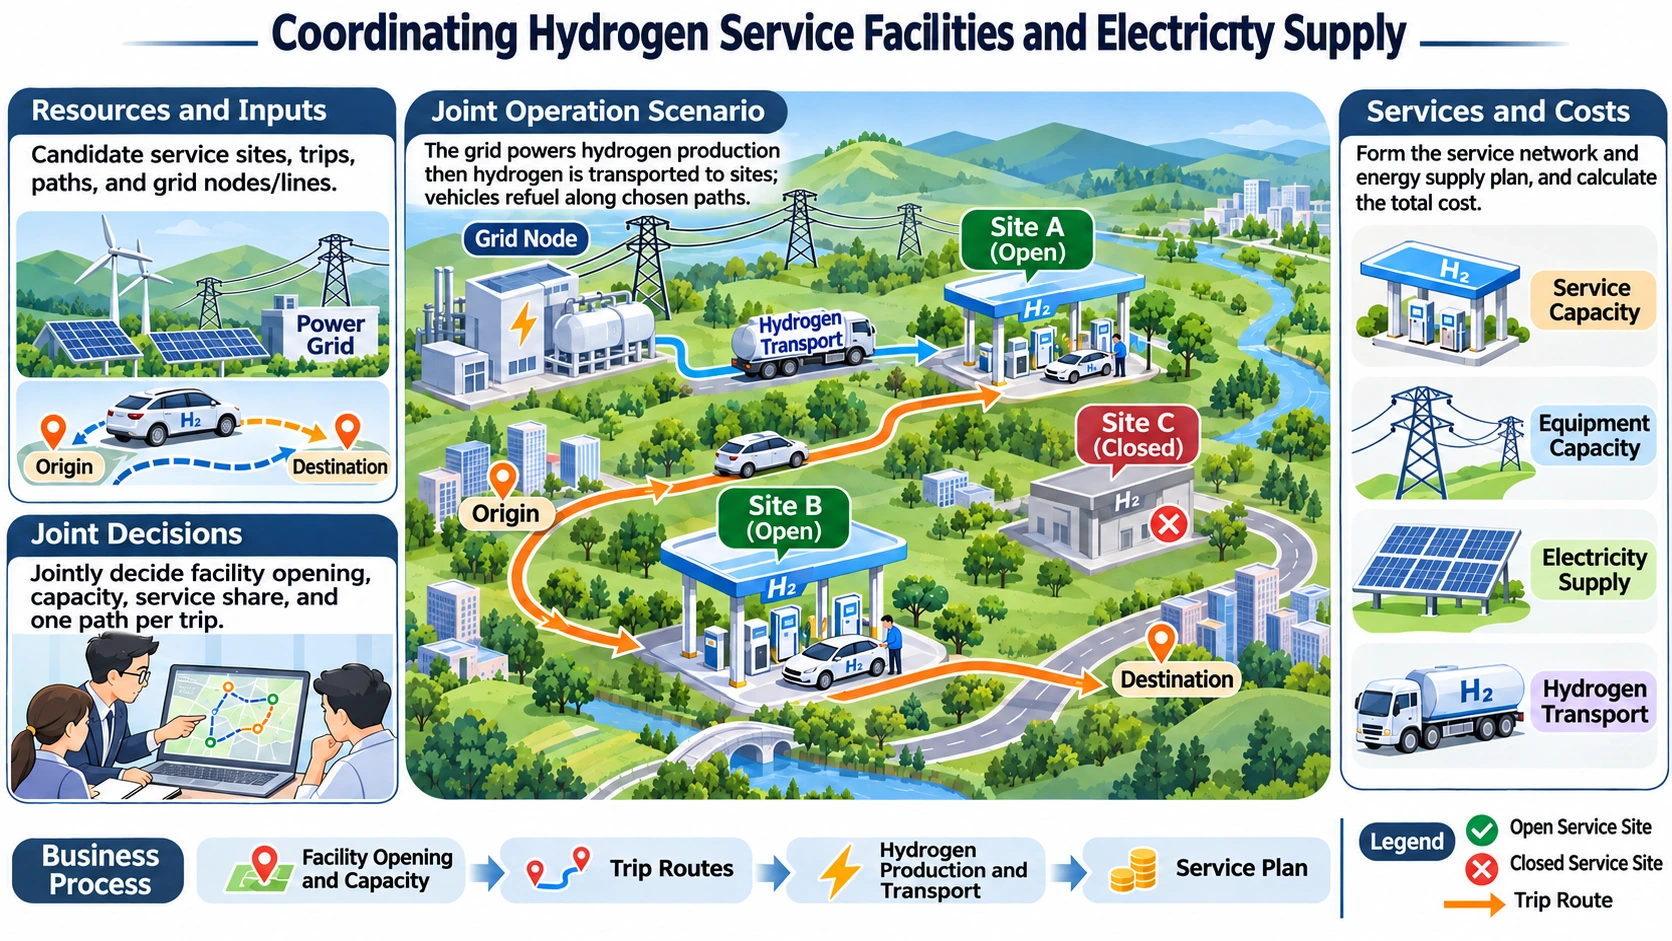 Coordinating Hydrogen Service Facilities and Electricity Supply
Resources and Inputs
Candidate service sites, trips,
paths, and grid nodes/lines.
Power
Grid
H2
Origin
Destination
Joint Decisions
Jointly decide facility opening,
capacity, service share, and
one path per trip.
Joint Operation Scenario
The grid powers hydrogen production
then hydrogen is transported to sites;
vehicles refuel along chosen paths.
Grid Node
Hydrogen
Transport
Site A
(Open)
H2
H2
Site C
(Closed)
H2
Origin
Site B
(Open)
H2
H2
Destination
Services and Costs
Form the service network and
energy supply plan, and calculate
the total cost.
H2
Service
Capacity
Equipment
Capacity
Electricity
Supply
H2
Hydrogen
Transport
Business
Process
Facility Opening
and Capacity
Trip Routes
Hydrogen
Production and
Transport
Service Plan
Legend
Open Service Site
Closed Service Site
Trip Route